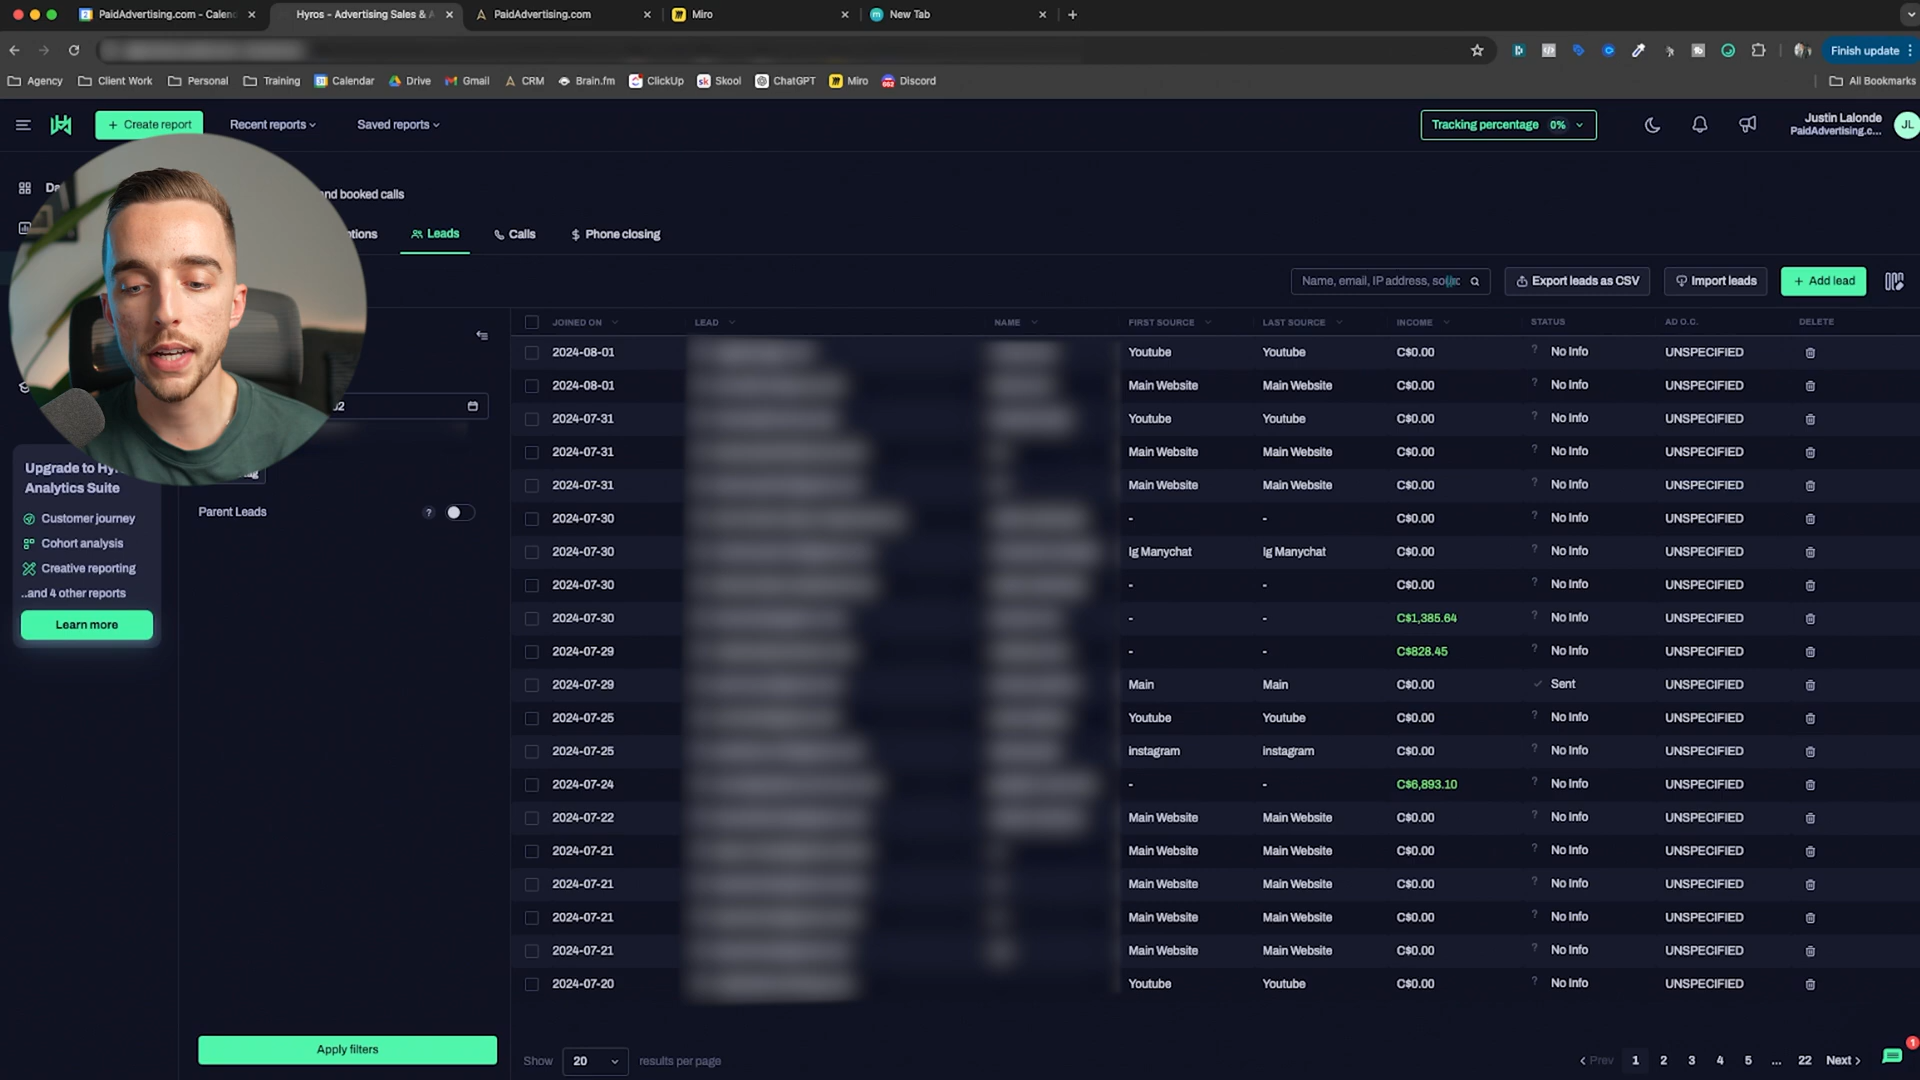 PaidAdvertising.com - Calend
Hyros - Advertising Sales & A
PaidAdvertising.com
Miro
New Tab
Finish update
Agency
Client Work
Personal
Training
Calendar
Drive
Gmail
CRM
Brain.fm
ClickUp
Skool
ChatGPT
Miro
Discord
All Bookmarks
+ Create report
Recent reports
Saved reports
Tracking percentage 0%
Justin Lalonde
PaidAdvertising.c...
JL
nd booked calls
Leads
Calls
Phone closing
Name, email, IP address,
Export leads as CSV
Import leads
+ Add lead
JOINED ON LEAD NAME FIRST SOURCE LAST SOURCE INCOME STATUS AD O.C. DELETE
2024-08-01 Youtube Youtube C$0.00 ? No Info UNSPECIFIED
2024-08-01 Main Website Main Website C$0.00 ? No Info UNSPECIFIED
2024-07-31 Youtube Youtube C$0.00 ? No Info UNSPECIFIED
2024-07-31 Main Website Main Website C$0.00 ? No Info UNSPECIFIED
2024-07-31 Main Website Main Website C$0.00 ? No Info UNSPECIFIED
2024-07-30 - - C$0.00 ? No Info UNSPECIFIED
2024-07-30 Ig Manychat Ig Manychat C$0.00 ? No Info UNSPECIFIED
2024-07-30 - - C$0.00 ? No Info UNSPECIFIED
2024-07-30 - - C$1,385.64 ? No Info UNSPECIFIED
2024-07-29 - - C$828.45 ? No Info UNSPECIFIED
2024-07-29 Main Main C$0.00 Sent UNSPECIFIED
2024-07-25 Youtube Youtube C$0.00 ? No Info UNSPECIFIED
2024-07-25 instagram instagram C$0.00 ? No Info UNSPECIFIED
2024-07-24 - - C$6,893.10 ? No Info UNSPECIFIED
2024-07-22 Main Website Main Website C$0.00 ? No Info UNSPECIFIED
2024-07-21 Main Website Main Website C$0.00 ? No Info UNSPECIFIED
2024-07-21 Main Website Main Website C$0.00 ? No Info UNSPECIFIED
2024-07-21 Main Website Main Website C$0.00 ? No Info UNSPECIFIED
2024-07-21 Main Website Main Website C$0.00 ? No Info UNSPECIFIED
2024-07-20 Youtube Youtube C$0.00 ? No Info UNSPECIFIED
Upgrade to Hy
Analytics Suite
Customer journey
Cohort analysis
Creative reporting
..and 4 other reports
Learn more
Parent Leads ?
Apply filters
Show 20 results per page
Prev 1 2 3 4 5 ... 22 Next
1